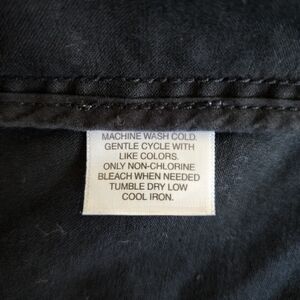 MACHINE WASH COLD.
GENTLE CYCLE WITH
LIKE COLORS.
ONLY NON-CHLORINE
BLEACH WHEN NEEDED
TUMBLE DRY LOW
COOL IRON.